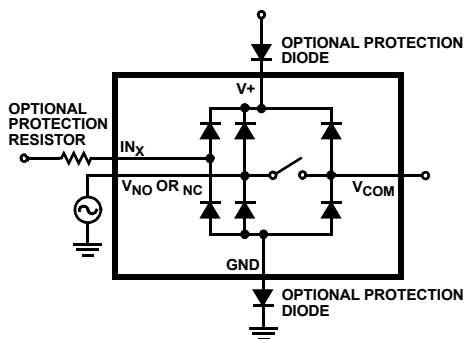 OPTIONAL PROTECTION
DIODE
V+
OPTIONAL
PROTECTION
RESISTOR
INX
VNO OR NC
VCOM
GND
OPTIONAL PROTECTION
DIODE